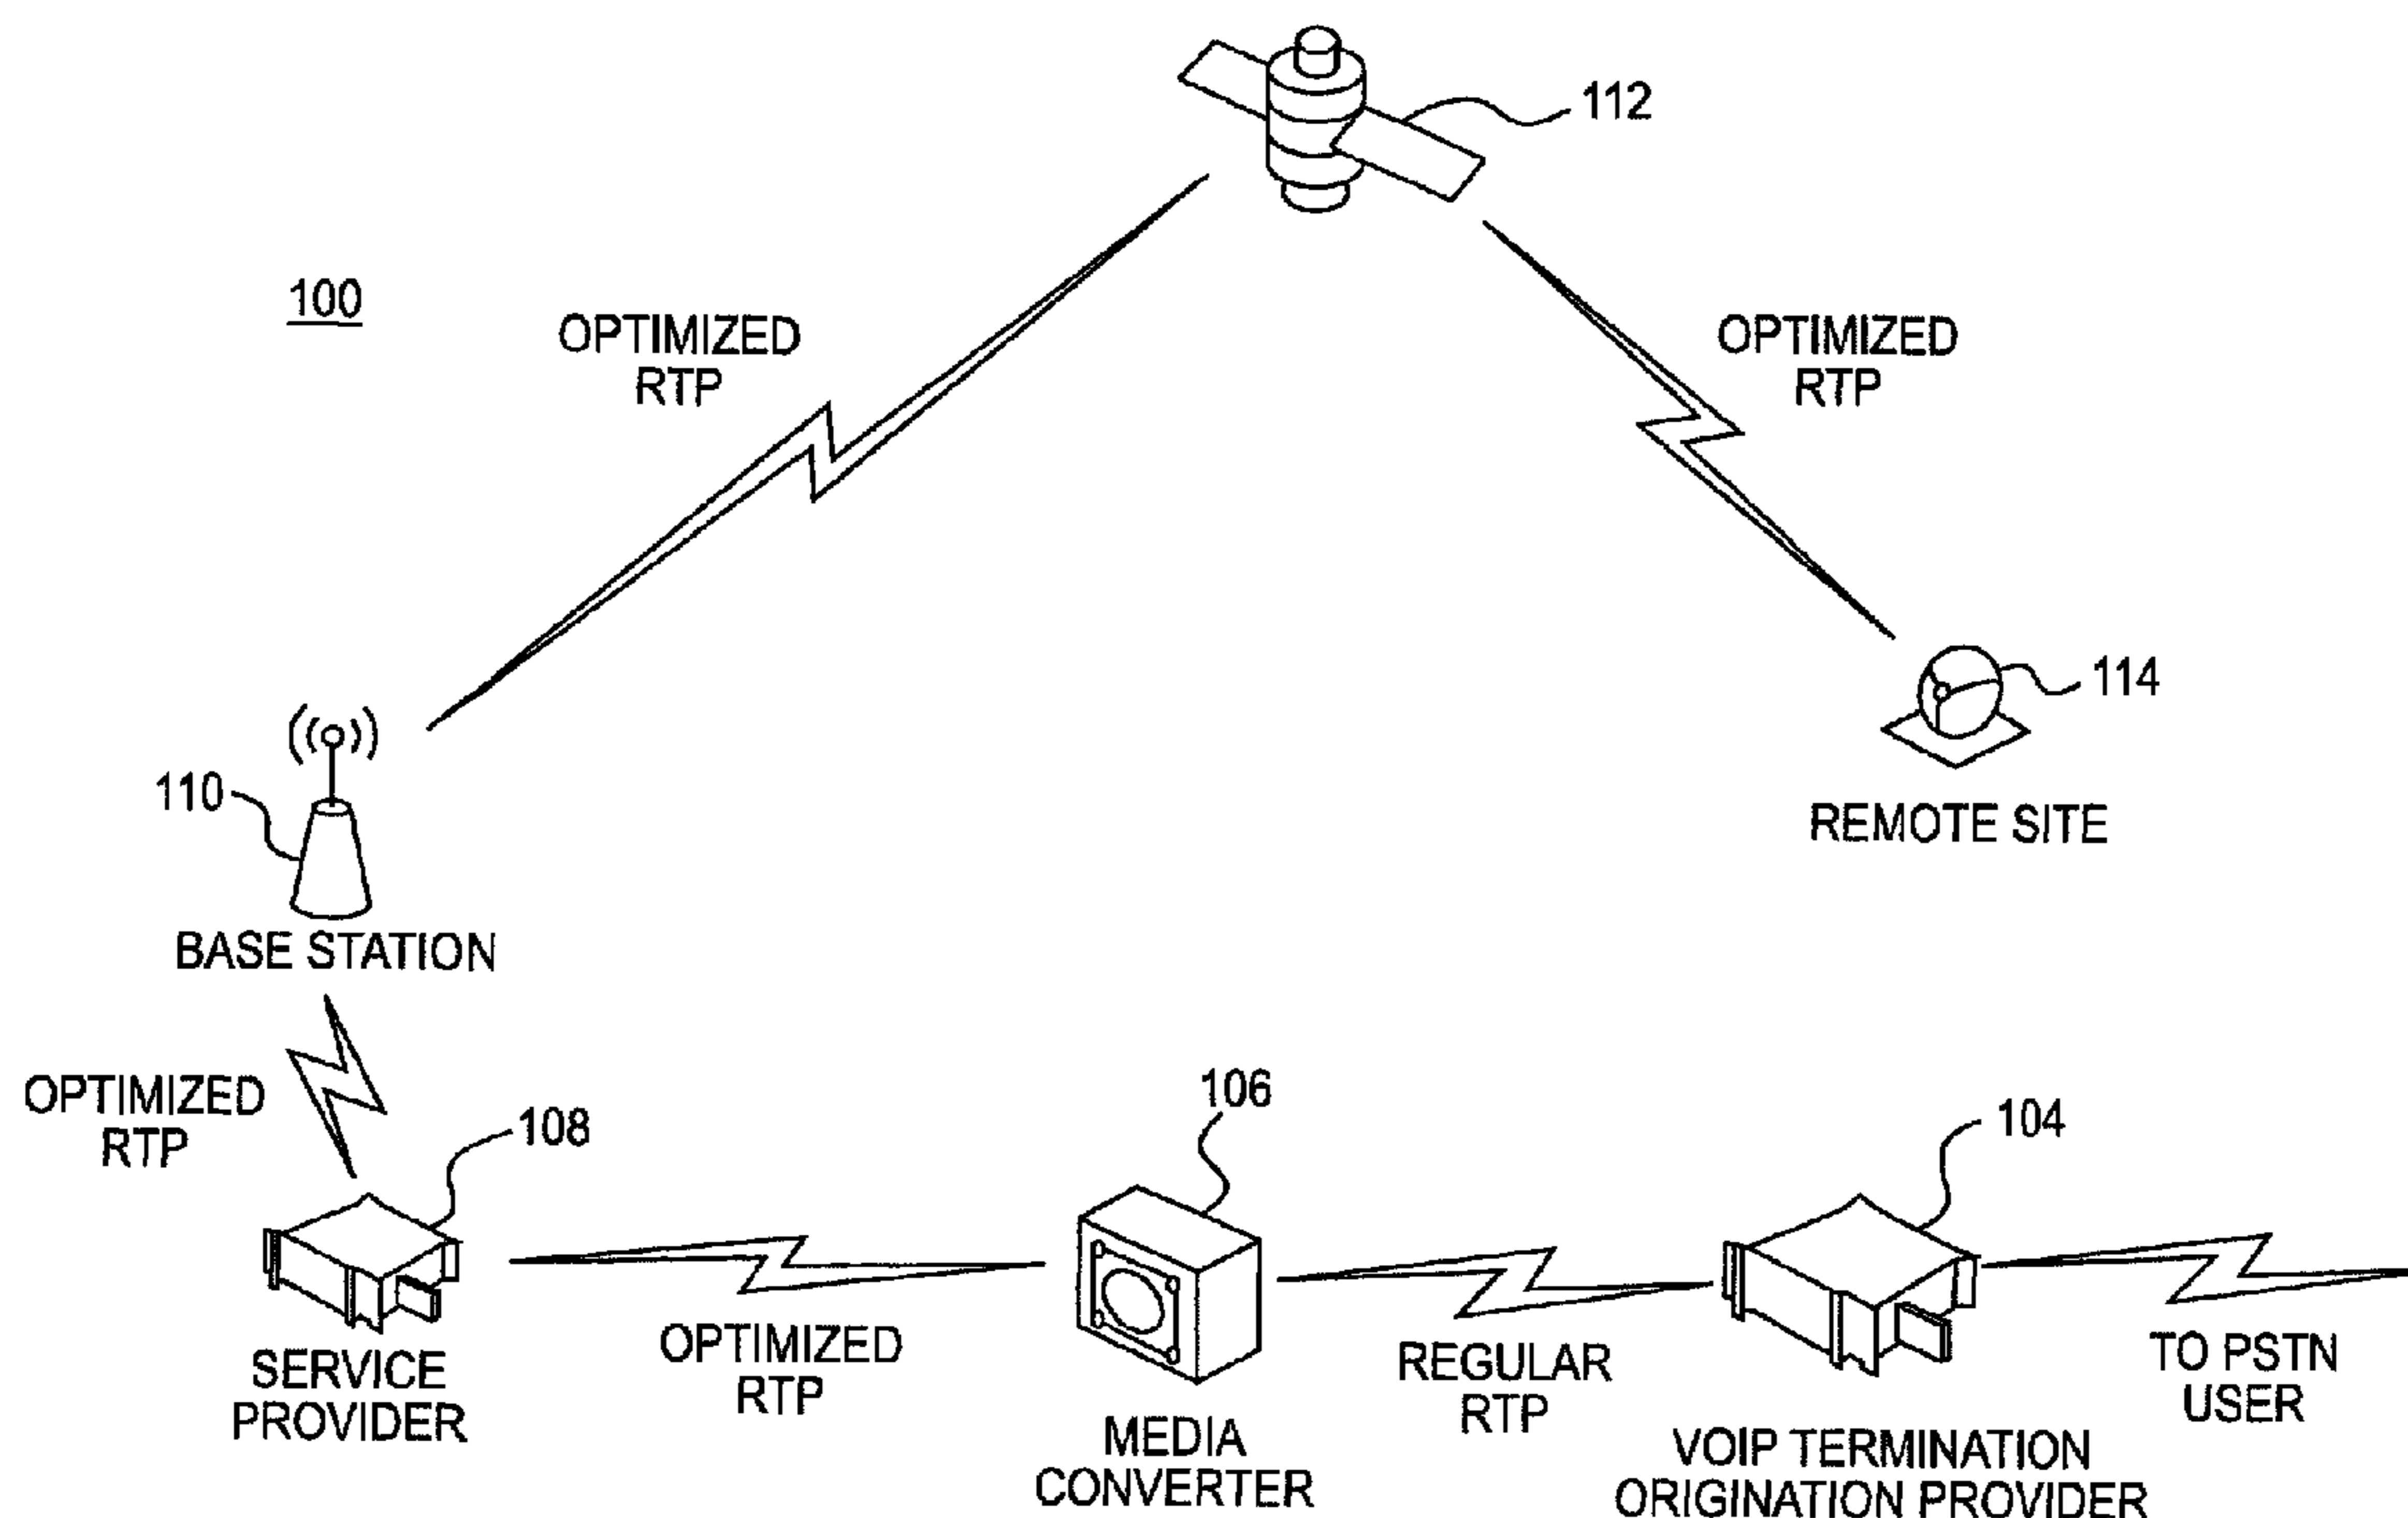 112
100
OPTIMIZED
RTP
OPTIMIZED
RTP
114
110
REMOTE SITE
BASE STATION
OPTIMIZED
RTP
108
106
104
SERVICE
PROVIDER
OPTIMIZED
RTP
MEDIA
CONVERTER
REGULAR
RTP
VOIP TERMINATION
ORIGINATION PROVIDER
TO PSTN
USER